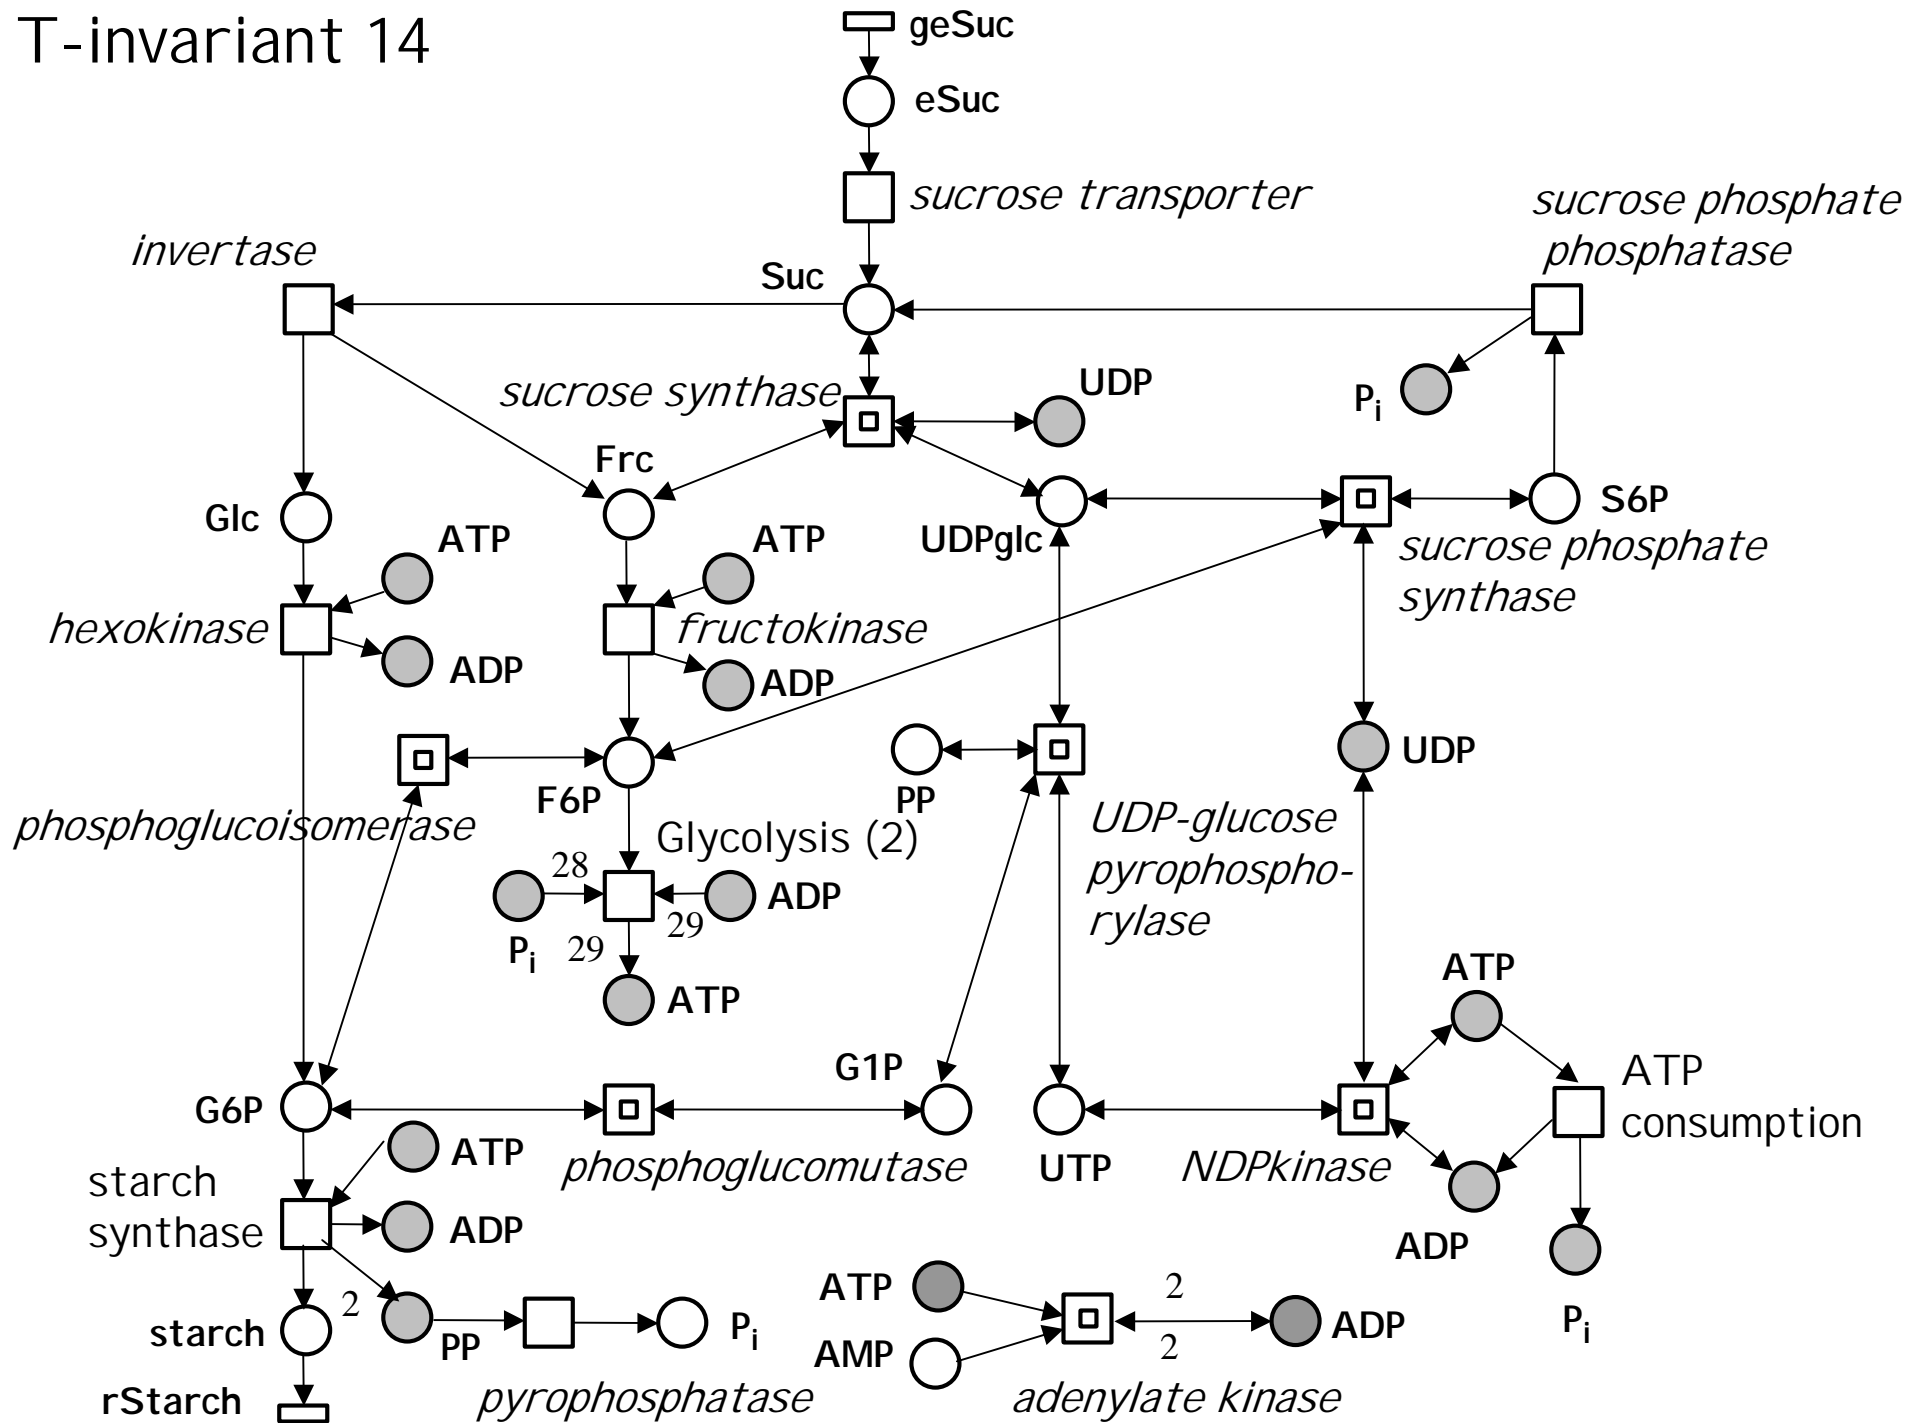 T-invariant 14
geSuc
eSuc
sucrose transporter
sucrose phosphate
phosphatase
invertase
Suc
sucrose synthase
UDP
Pi
Frc
Glc
ATP
ATP
UDPglc
S6P
sucrose phosphate
synthase
hexokinase
fructokinase
ADP
ADP
UDP
F6P
PP
phosphoglucoisomerase
UDP-glucose
pyrophospho-
rylase
Glycolysis (2)
28
ADP
29
Pi
29
ATP
ATP
G1P
ATP
consumption
G6P
ATP
phosphoglucomutase
UTP
NDPkinase
starch
synthase
ADP
ADP
2
ATP
2
ADP
Pi
starch
PP
Pi
AMP
2
rStarch
pyrophosphatase
adenylate kinase